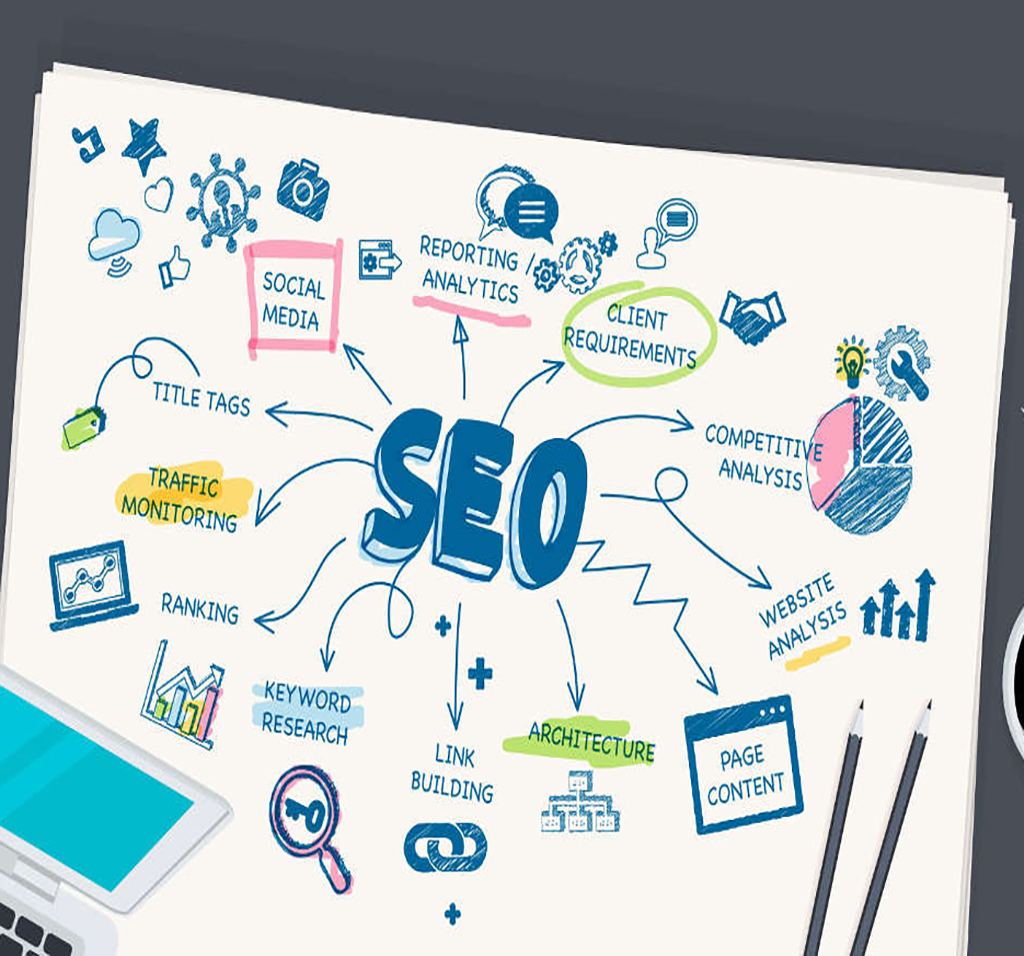 SOCIAL
MEDIA
REPORTING /
ANALYTICS
CLIENT
REQUIREMENTS
TITLE TAGS
COMPETITIVE
ANALYSIS
TRAFFIC
MONITORING
SEO
RANKING
WEBSITE
ANALYSIS
KEYWORD
RESEARCH
LINK
BUILDING
ARCHITECTURE
PAGE
CONTENT